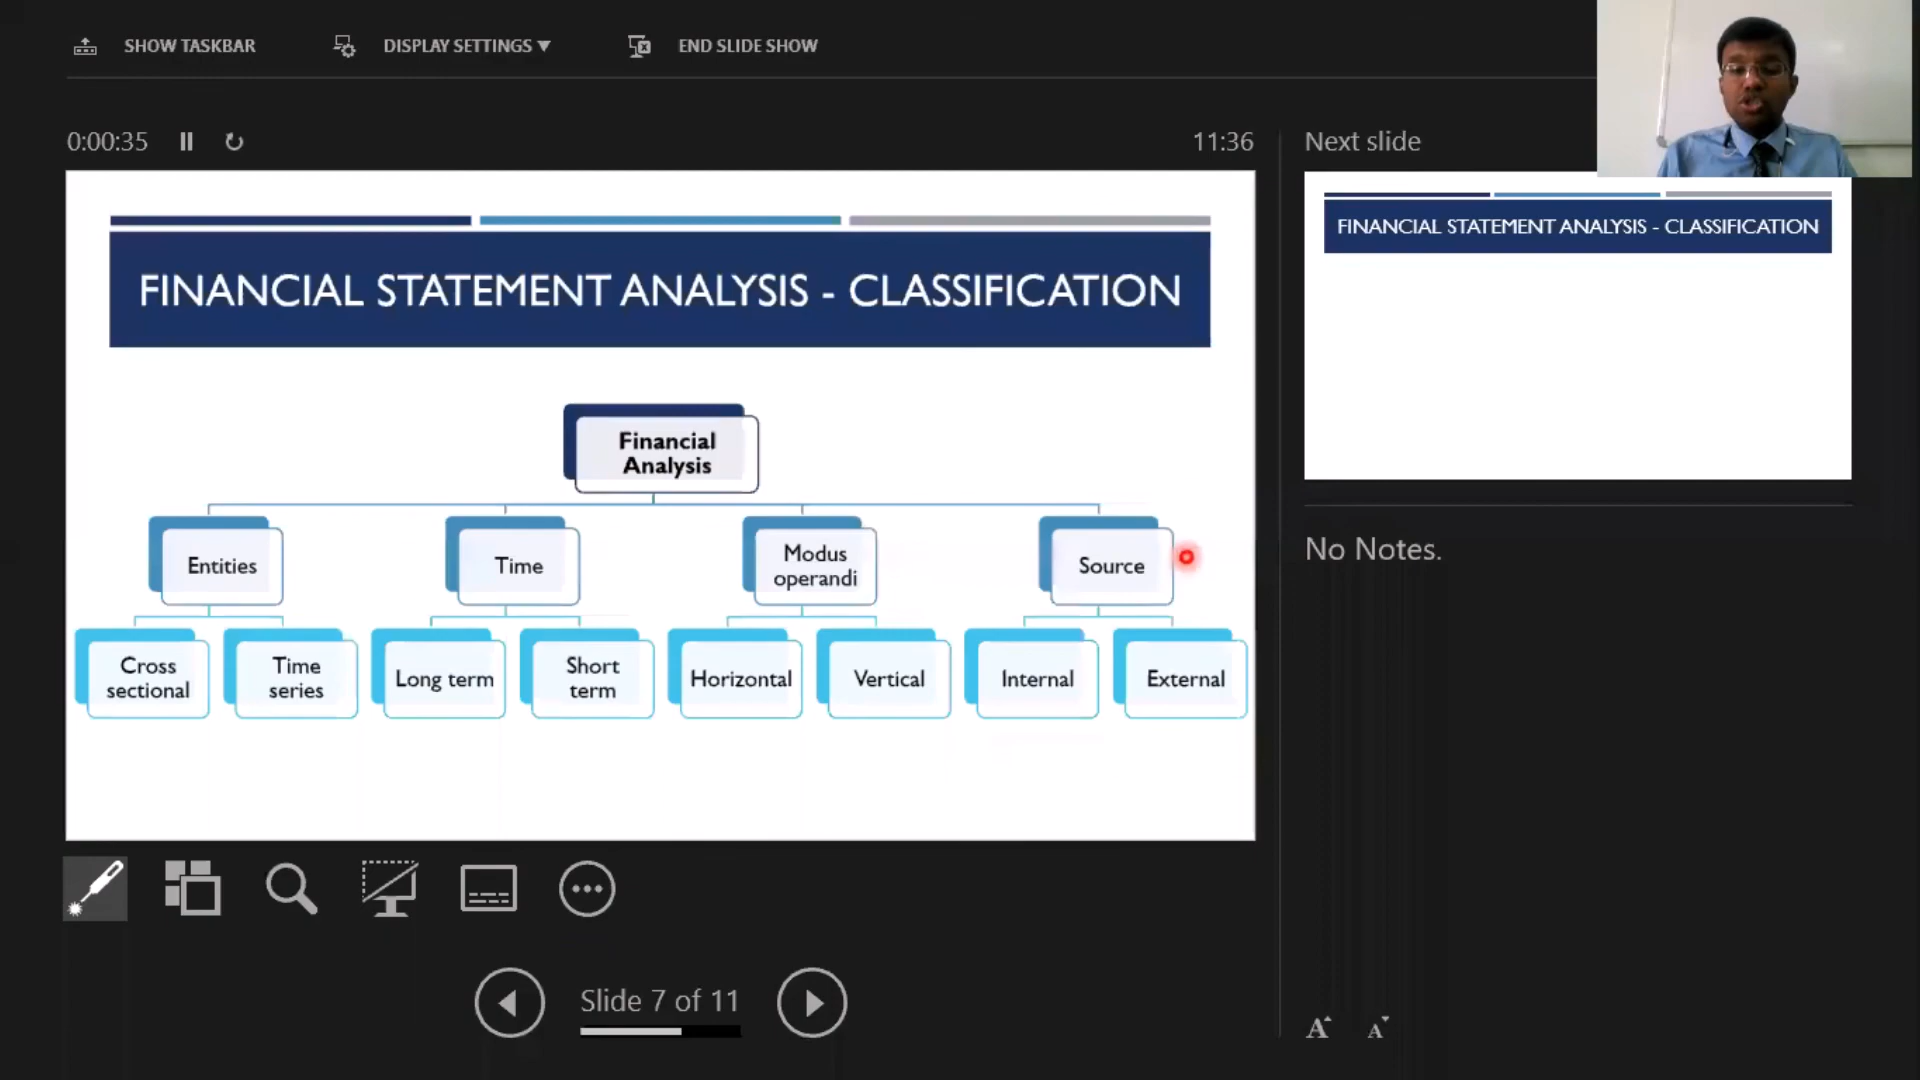 SHOW TASKBAR
DISPLAY SETTINGS ▼
END SLIDE SHOW
0:00:35
11:36
Next slide
FINANCIAL STATEMENT ANALYSIS - CLASSIFICATION
FINANCIAL STATEMENT ANALYSIS - CLASSIFICATION
Financial
Analysis
Entities
Time
Modus
operandi
Source
Cross
sectional
Time
series
Long term
Short
term
Horizontal
Vertical
Internal
External
No Notes.
Slide 7 of 11
A
A